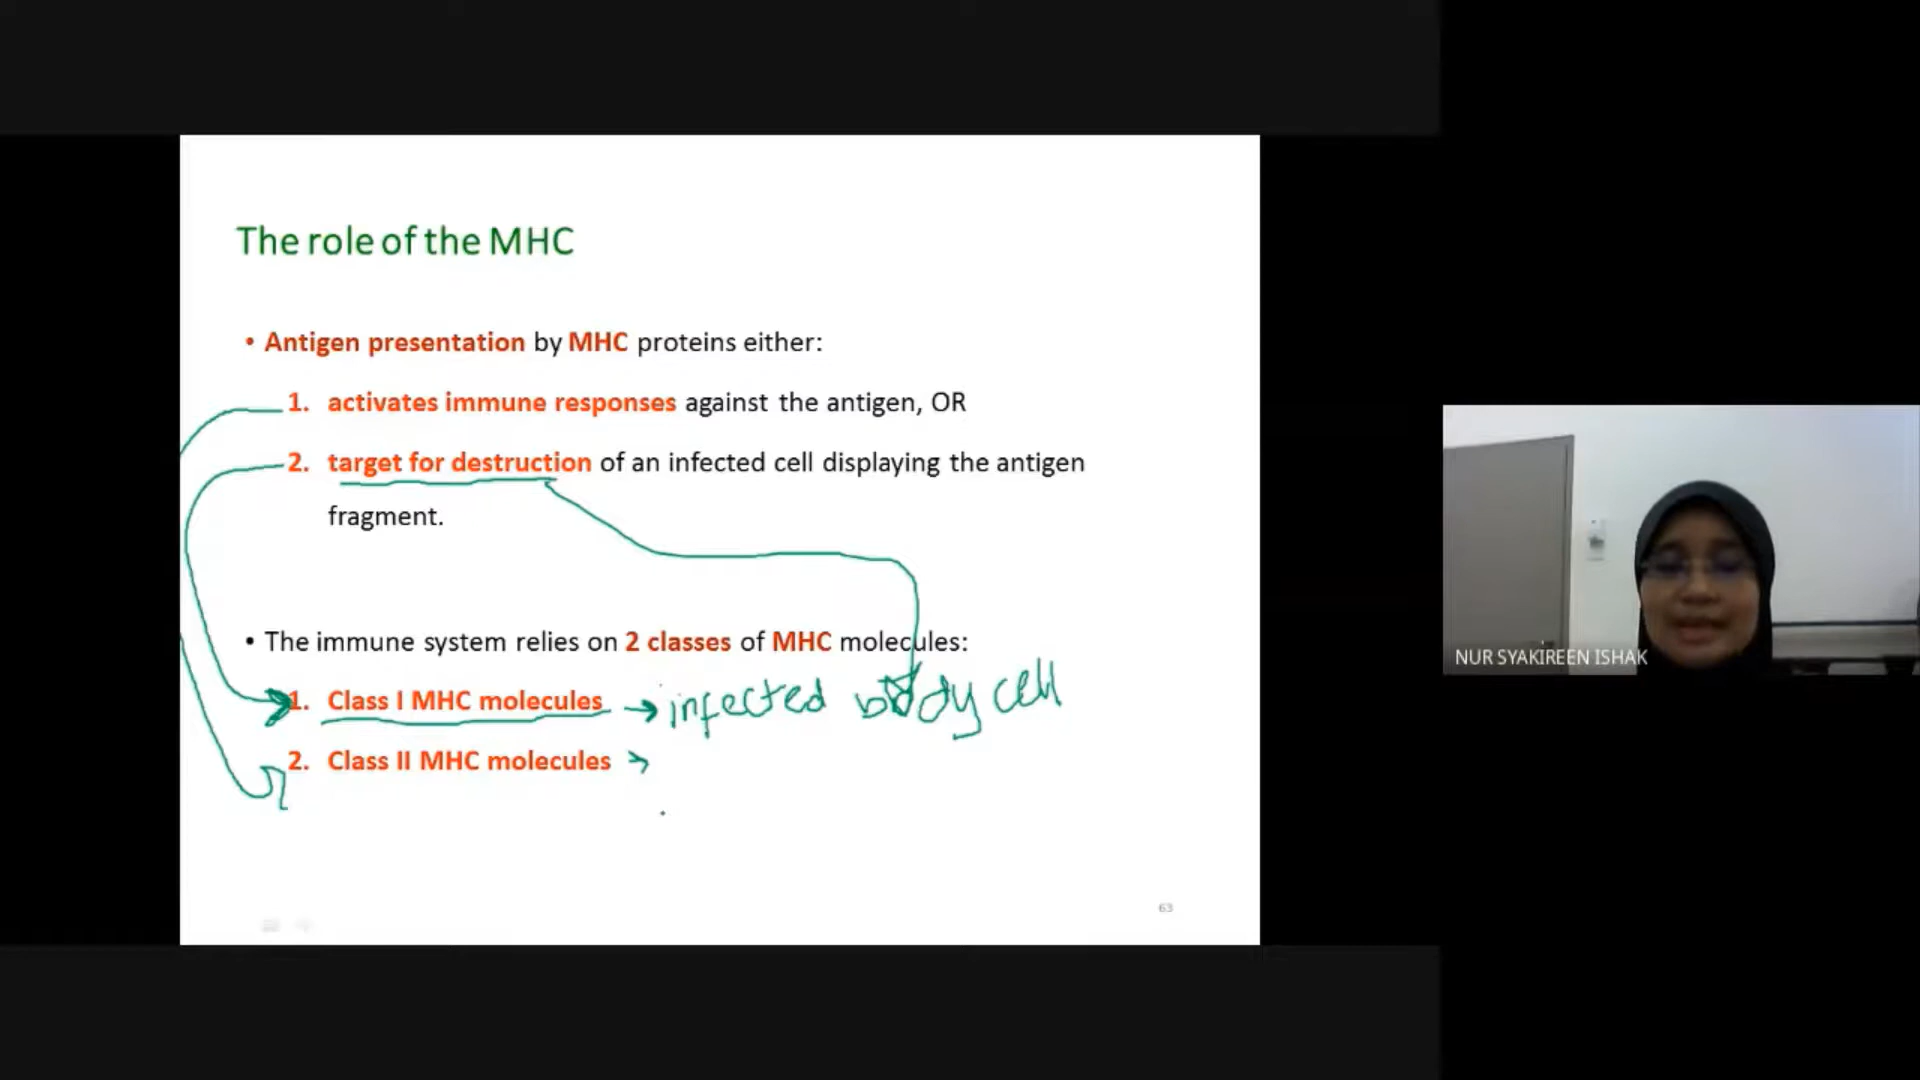 The role of the MHC
• Antigen presentation by MHC proteins either:
1. activates immune responses against the antigen, OR
2. target for destruction of an infected cell displaying the antigen
fragment.
• The immune system relies on 2 classes of MHC molecules:
1. Class I MHC molecules → infected body cell
2. Class II MHC molecules →
63
NUR SYAKIREEN ISHAK